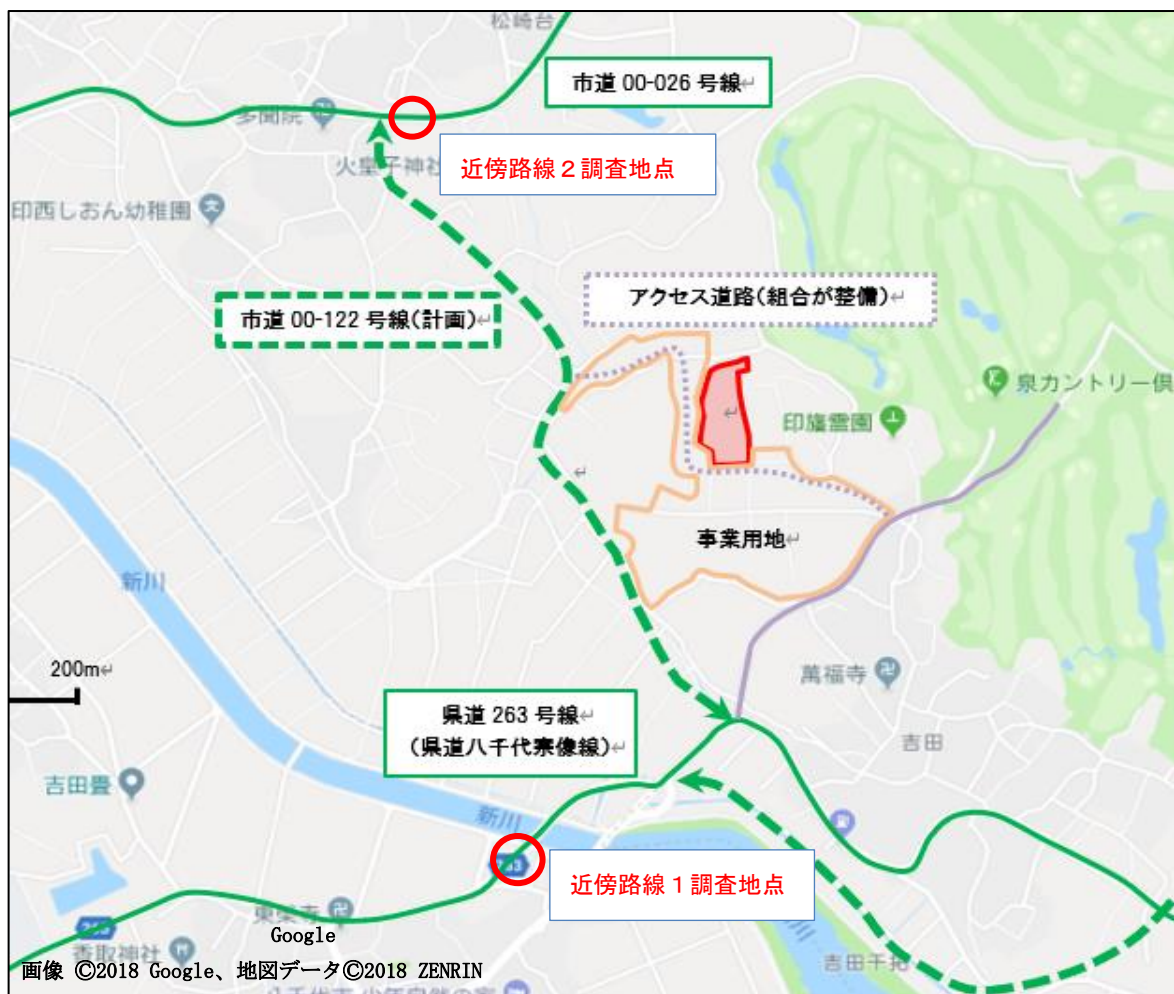 松崎台
市道 00-026 号線↵
多聞院
火皇子神社
近傍路線２調査地点
印西しおん幼稚園
アクセス道路(組合が整備)↵
市道 00-122 号線(計画)↵
泉カントリー倶
↵
印旛霊園
↵
事業用地↵
新川
200m↵
萬福寺
県道 263 号線↵
(県道八千代宗像線)↵
吉田
吉田畳
新川
近傍路線１調査地点
東榮寺
Google
香取神社
吉田干拓
画像 ©2018 Google、地図データ©2018 ZENRIN